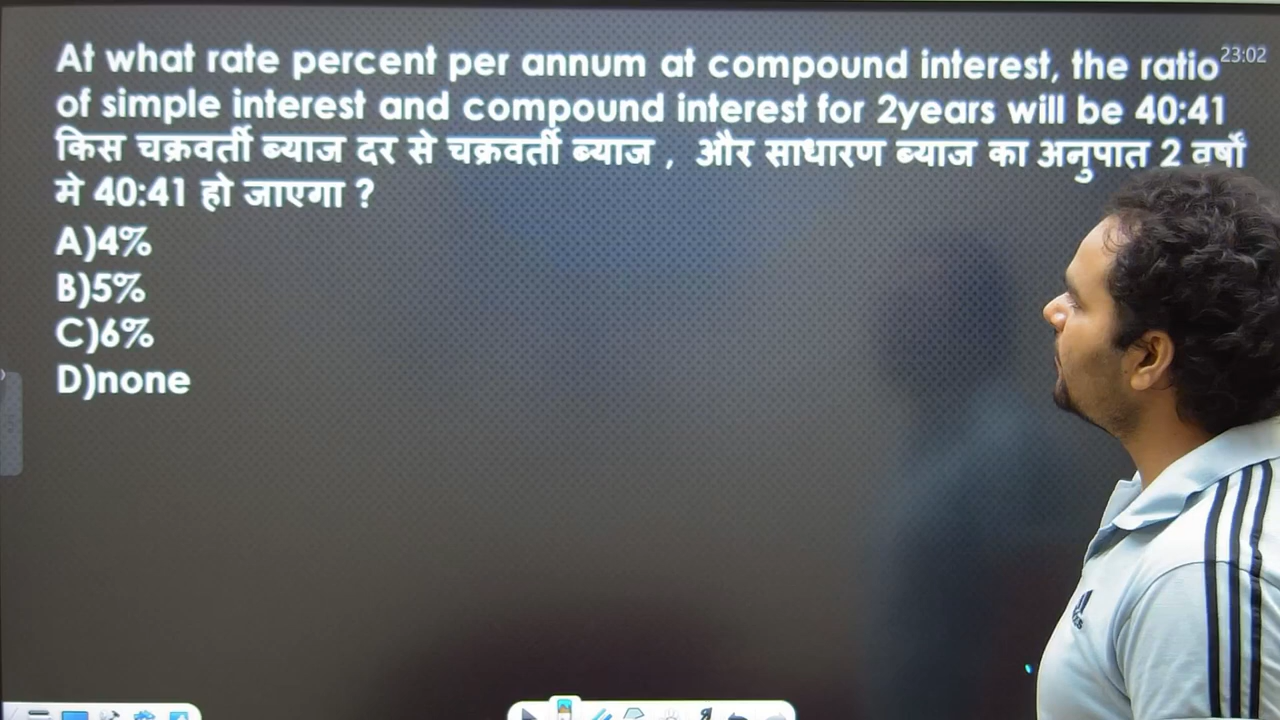 At what rate percent per annum at compound interest, the ratio
23:02
of simple interest and compound interest for 2years will be 40:41
किस चक्रवर्ती ब्याज दर से चक्रवर्ती ब्याज , और साधारण ब्याज का अनुपात 2 वर्षों
मे 40:41 हो जाएगा ?
A)4%
B)5%
C)6%
D)none